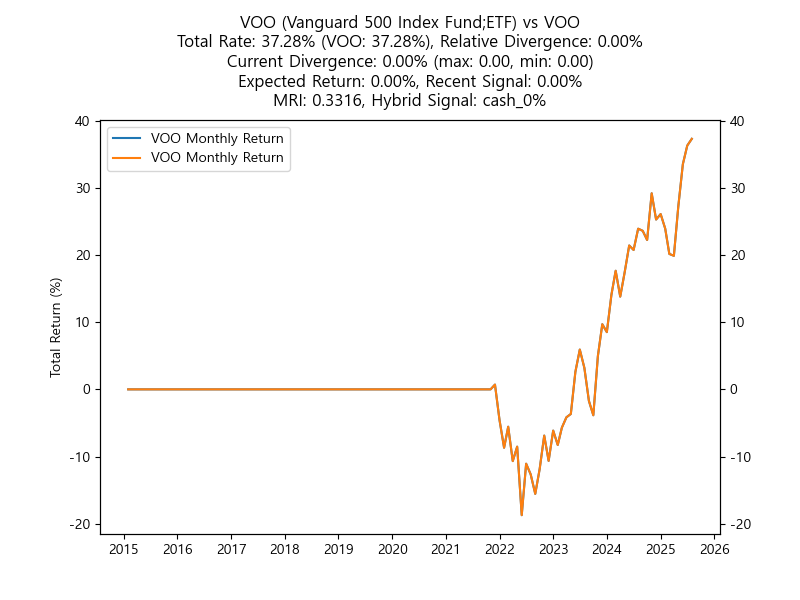 VOO (Vanguard 500 Index Fund;ETF) vs VOO
Total Rate: 37.28% (VOO: 37.28%), Relative Divergence: 0.00%
Current Divergence: 0.00% (max: 0.00, min: 0.00)
Expected Return: 0.00%, Recent Signal: 0.00%
MRI: 0.3316, Hybrid Signal: cash_0%
VOO Monthly Return
VOO Monthly Return
Total Return (%)
40
30
20
10
0
-10
-20
40
30
20
10
0
-10
-20
2015 2016 2017 2018 2019 2020 2021 2022 2023 2024 2025 2026